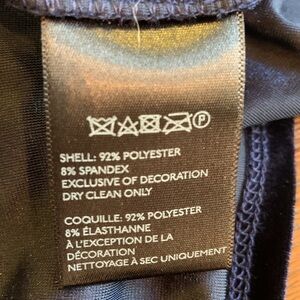 P
SHELL: 92% POLYESTER
8% SPANDEX
EXCLUSIVE OF DECORATION
DRY CLEAN ONLY
COQUILLE: 92% POLYESTER
8% ÉLASTHANNE
À L'EXCEPTION DE LA
DÉCORATION
NETTOYAGE À SEC UNIQUEMENT